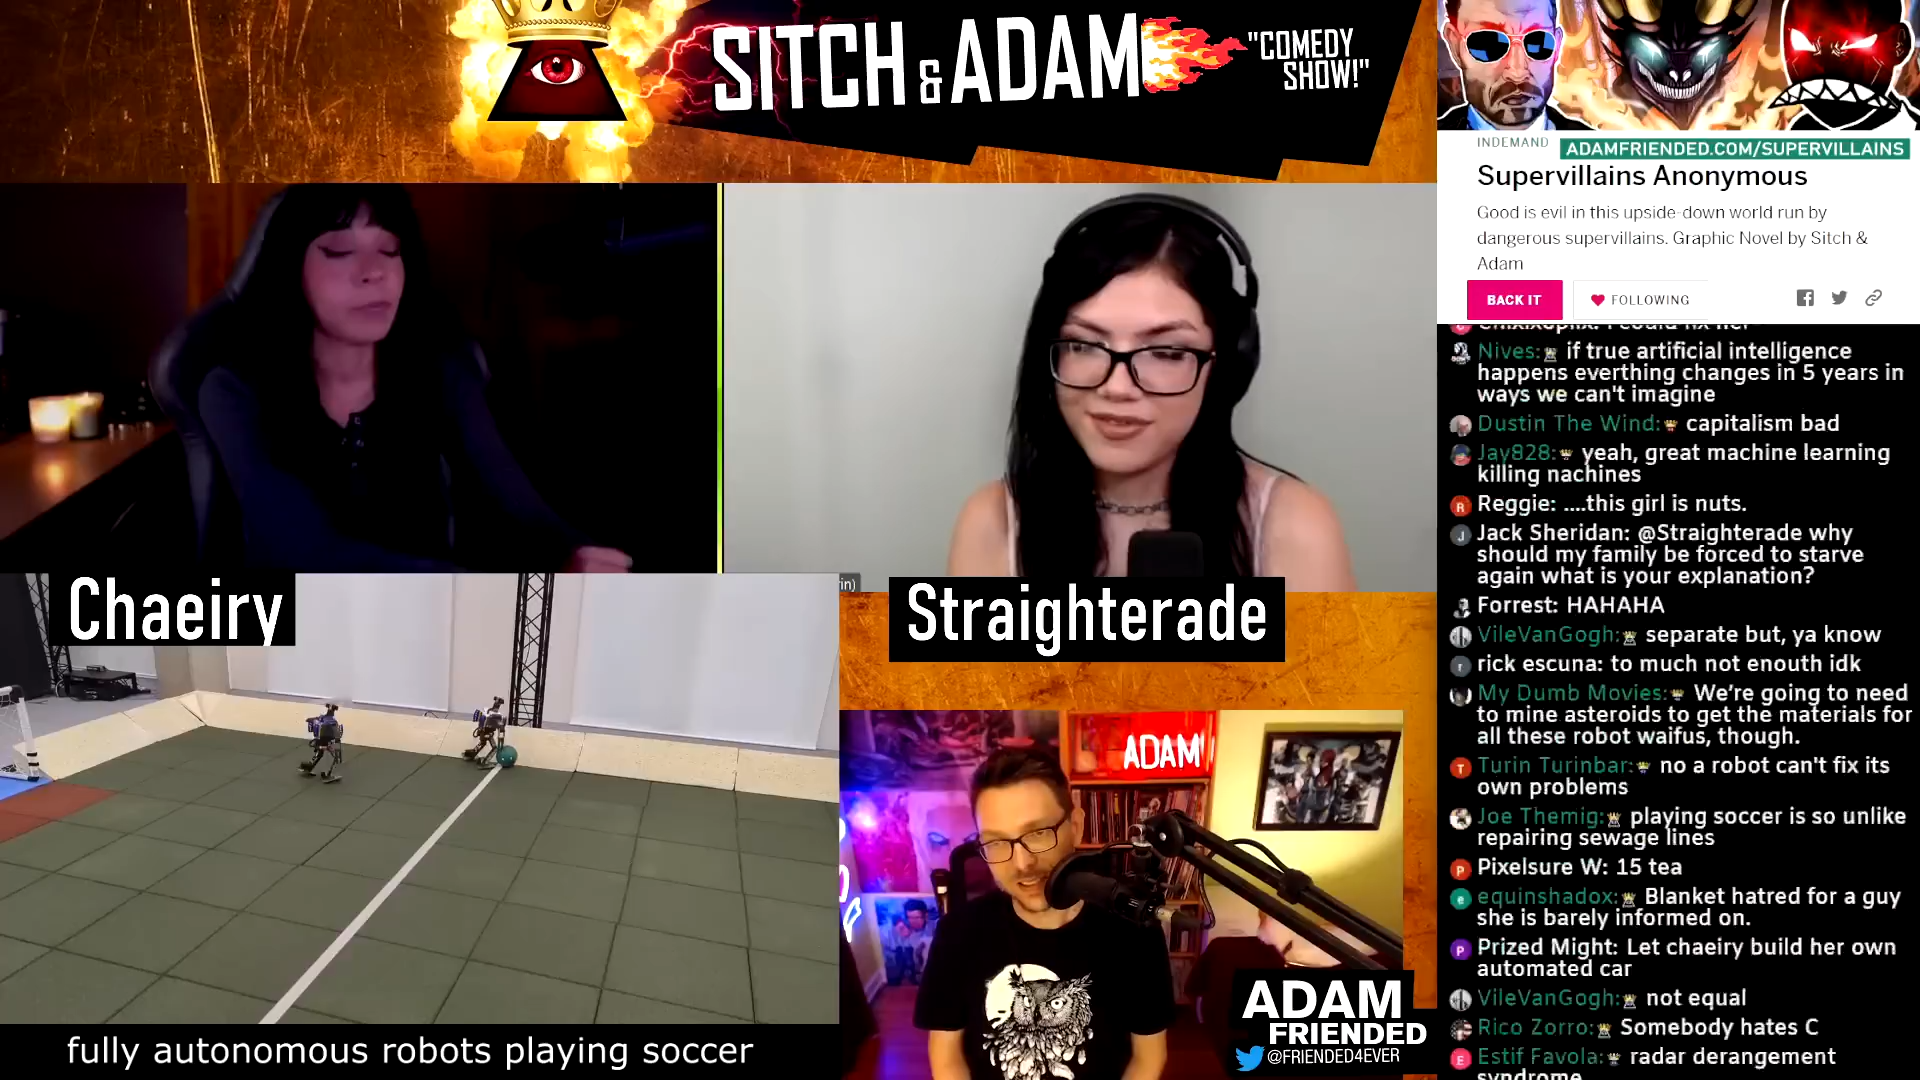 SITCH & ADAM
"COMEDY
SHOW!"
INDEMAND
ADAMFRIENDED.COM/SUPERVILLAINS
Supervillains Anonymous
Good is evil in this upside-down world run by
dangerous supervillains. Graphic Novel by Sitch &
Adam
BACK IT
FOLLOWING
Nives: if true artificial intelligence
happens everthing changes in 5 years in
ways we can't imagine
Dustin The Wind: capitalism bad
Jay828: yeah, great machine learning
killing nachines
Reggie: ....this girl is nuts.
Jack Sheridan: @Straighterade why
should my family be forced to starve
again what is your explanation?
Forrest: HAHAHA
VileVanGogh: separate but, ya know
rick escuna: to much not enouth idk
My Dumb Movies: We're going to need
to mine asteroids to get the materials for
all these robot waifus, though.
Turin Turinbar: no a robot can't fix its
own problems
Joe Themig: playing soccer is so unlike
repairing sewage lines
Pixelsure W: 15 tea
equinshadox: Blanket hatred for a guy
she is barely informed on.
Prized Might: Let chaeiry build her own
automated car
VileVanGogh: not equal
Rico Zorro: Somebody hates C
Estif Favola: radar derangement
syndrome
Chaeiry
Straighterade
ADAM
ADAM
FRIENDED
@FRIENDED4EVER
fully autonomous robots playing soccer